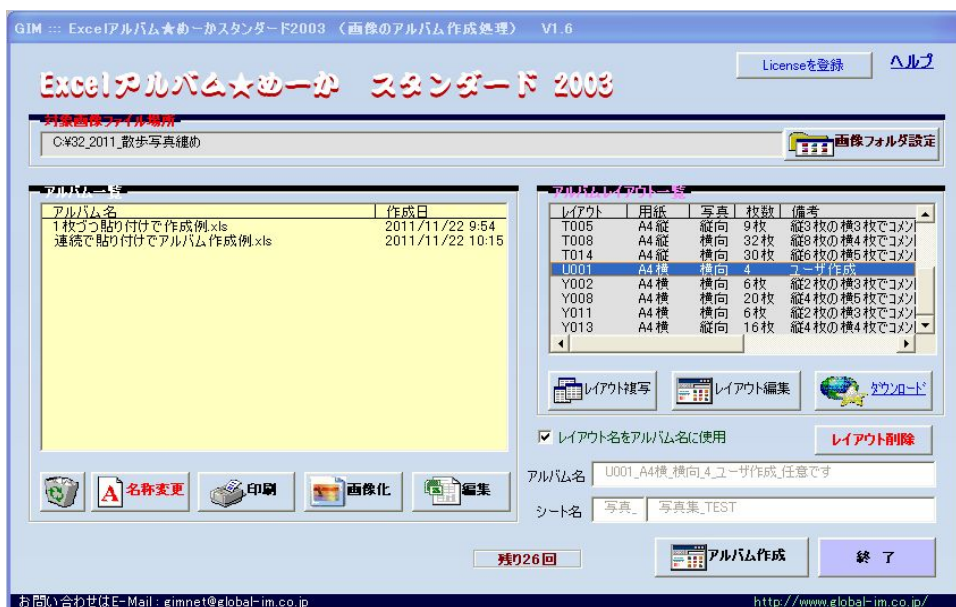 GIM ::: Excelアルバム★めーかスタンダード2003 （画像のアルバム作成処理） V1.6
Licenseを登録 ヘルプ
Excelアルバム★めーか スタンダード 2003
対象画像ファイル場所
C:¥32_2011_散歩写真纏め
画像フォルダ設定
アルバム一覧
アルバム名 作成日
1枚づつ貼り付けで作成例.xls 2011/11/22 9:54
連続で貼り付けでアルバム作成例.xls 2011/11/22 10:15
名称変更 印刷 画像化 編集
アルバムレイアウト一覧
レイアウト 用紙 写真 枚数 備考
T005 A4縦 縦向 9枚 縦3枚の横3枚でコメン
T008 A4縦 横向 32枚 縦8枚の横4枚でコメン
T014 A4縦 横向 30枚 縦6枚の横5枚でコメン
U001 A4横 横向 4 ユーザ作成
Y002 A4横 横向 6枚 縦2枚の横3枚でコメン
Y008 A4横 横向 20枚 縦4枚の横5枚でコメン
Y011 A4横 縦向 6枚 縦2枚の横3枚でコメン
Y013 A4横 縦向 16枚 縦4枚の横4枚でコメン
レイアウト複写 レイアウト編集 ダウンロード
レイアウト名をアルバム名に使用 レイアウト削除
アルバム名 U001_A4横_横向_4_ユーザ作成_任意です
シート名 写真_ 写真集_TEST
残り26回 アルバム作成 終 了
お問い合わせはE-Mail : gimnet@global-im.co.jp http://www.global-im.co.jp/